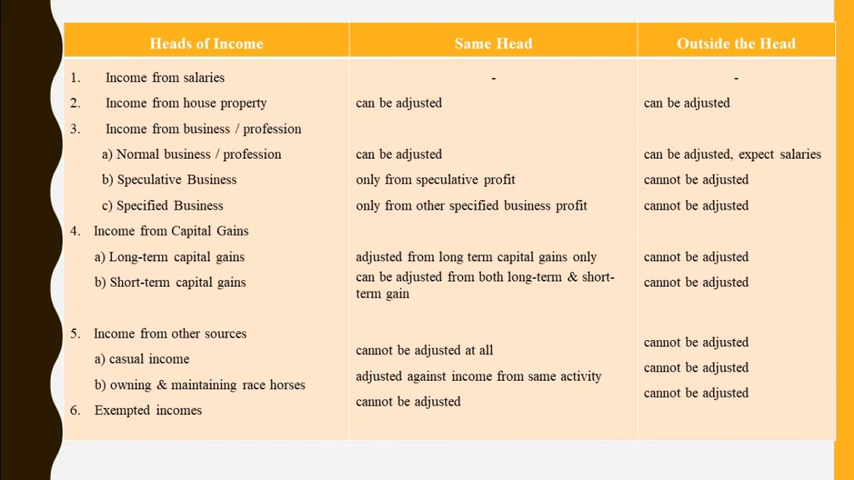 Heads of Income Same Head Outside the Head
1. Income from salaries - -
2. Income from house property can be adjusted can be adjusted
3. Income from business / profession
a) Normal business / profession can be adjusted can be adjusted, expect salaries
b) Speculative Business only from speculative profit cannot be adjusted
c) Specified Business only from other specified business profit cannot be adjusted
4. Income from Capital Gains
a) Long-term capital gains adjusted from long term capital gains only cannot be adjusted
b) Short-term capital gains can be adjusted from both long-term & short- cannot be adjusted
term gain
5. Income from other sources cannot be adjusted
a) casual income cannot be adjusted at all cannot be adjusted
b) owning & maintaining race horses adjusted against income from same activity cannot be adjusted
6. Exempted incomes cannot be adjusted